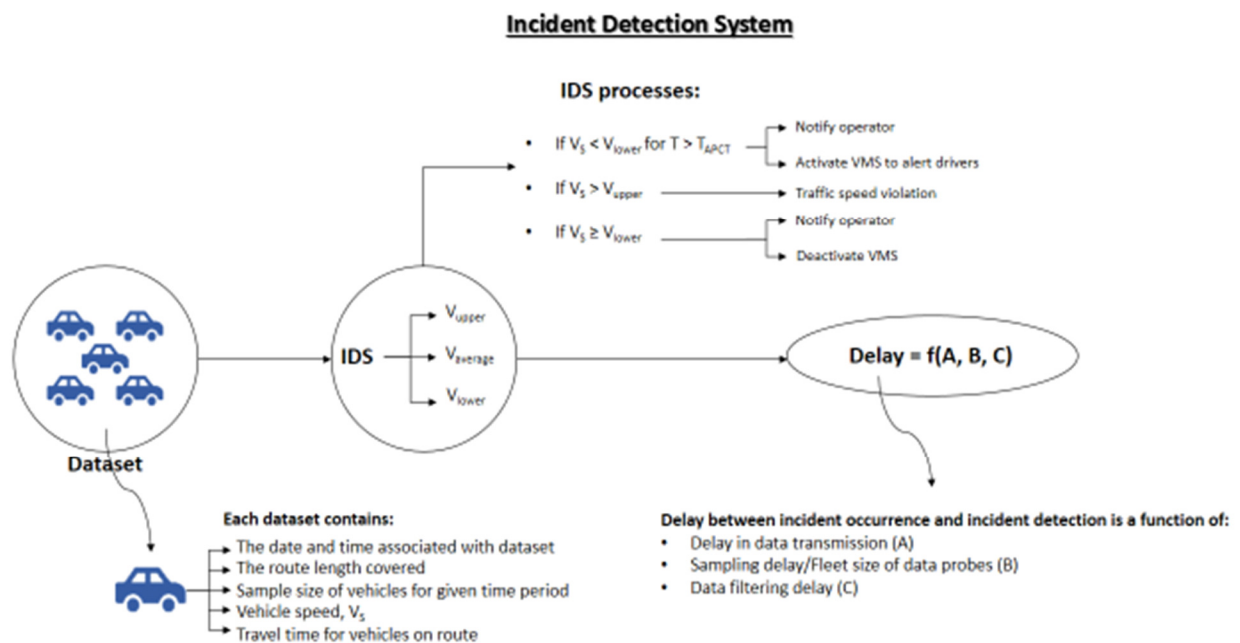 Incident Detection System
IDS processes:
• If Vs < Vlower for T > TAPCT
Notify operator
Activate VMS to alert drivers
• If Vs > Vupper
Traffic speed violation
• If Vs ≥ Vlower
Notify operator
Deactivate VMS
IDS
Vupper
Vaverage
Vlower
Delay = f(A, B, C)
Dataset
Each dataset contains:
The date and time associated with dataset
The route length covered
Sample size of vehicles for given time period
Vehicle speed, Vs
Travel time for vehicles on route
Delay between incident occurrence and incident detection is a function of:
• Delay in data transmission (A)
• Sampling delay/Fleet size of data probes (B)
• Data filtering delay (C)